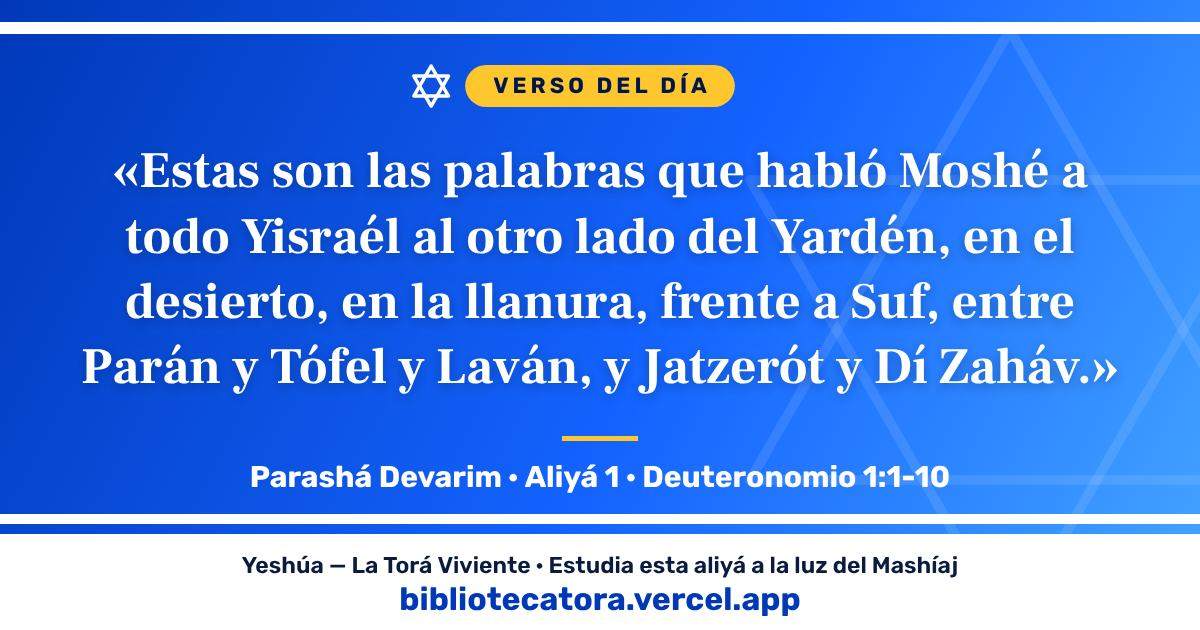 VERSO DEL DÍA
«Estas son las palabras que habló Moshé a
todo Yisraél al otro lado del Yardén, en el
desierto, en la llanura, frente a Suf, entre
Parán y Tófel y Laván, y Jatzerót y Dí Zaháv.»
Parashá Devarim • Aliyá 1 • Deuteronomio 1:1-10
Yeshúa — La Torá Viviente • Estudia esta aliyá a la luz del Mashíaj
bibliotecatora.vercel.app